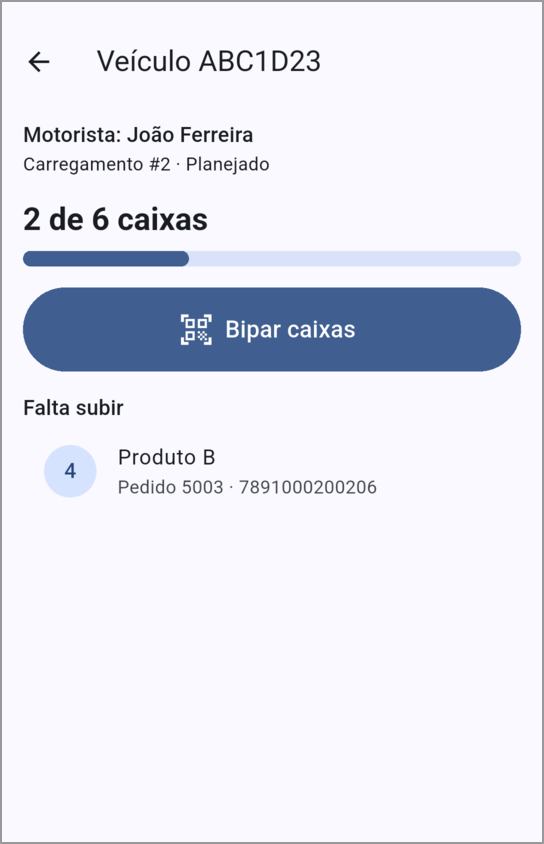 Veículo ABC1D23
Motorista: João Ferreira
Carregamento #2 · Planejado
2 de 6 caixas
Bipar caixas
Falta subir
4
Produto B
Pedido 5003 · 7891000200206